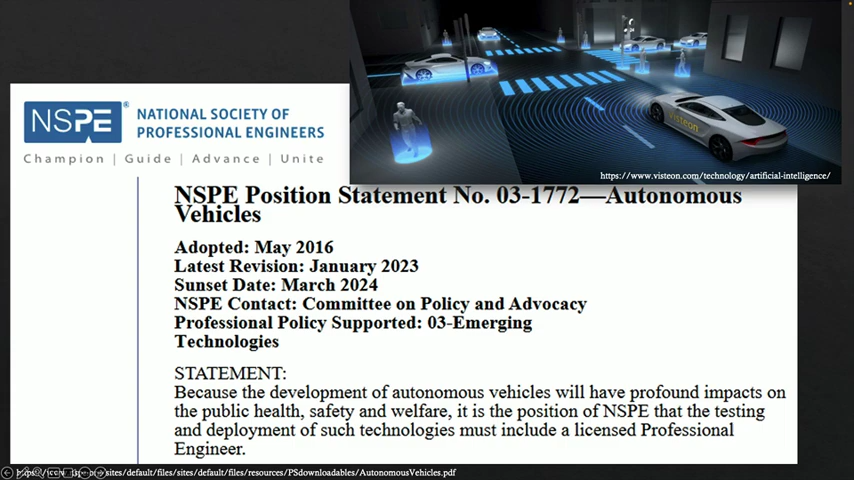 visteon
https://www.visteon.com/technology/artificial-intelligence/
NSPE®
NATIONAL SOCIETY OF
PROFESSIONAL ENGINEERS
Champion | Guide | Advance | Unite
NSPE Position Statement No. 03-1772—Autonomous
Vehicles
Adopted: May 2016
Latest Revision: January 2023
Sunset Date: March 2024
NSPE Contact: Committee on Policy and Advocacy
Professional Policy Supported: 03-Emerging
Technologies
STATEMENT:
Because the development of autonomous vehicles will have profound impacts on
the public health, safety and welfare, it is the position of NSPE that the testing
and deployment of such technologies must include a licensed Professional
Engineer.
sites/default/files/sites/default/files/resources/PSdownloadables/AutonomousVehicles.pdf